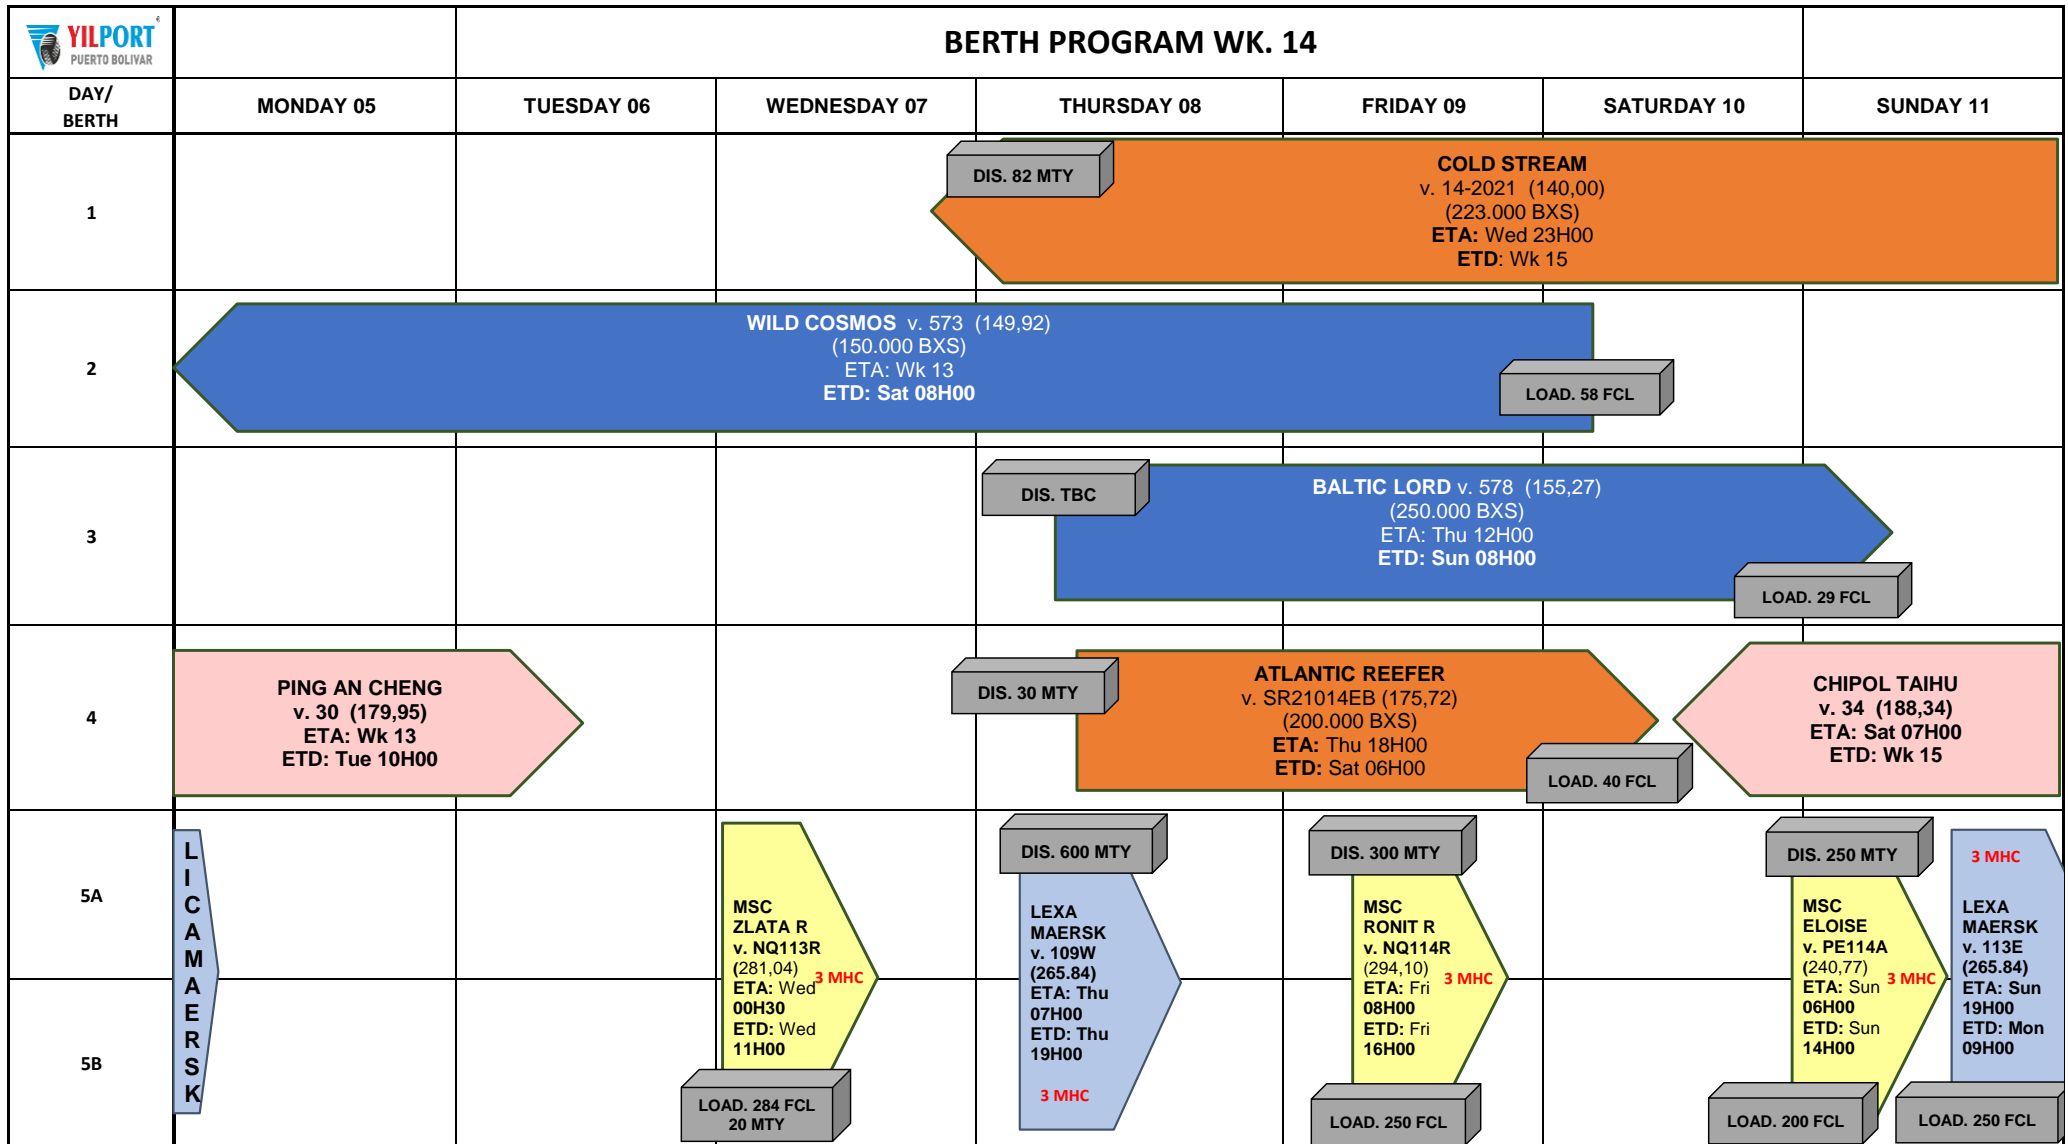 YILPORT
PUERTO BOLIVAR
BERTH PROGRAM WK. 14
DAY/
BERTH
MONDAY 05
TUESDAY 06
WEDNESDAY 07
THURSDAY 08
FRIDAY 09
SATURDAY 10
SUNDAY 11
1
DIS. 82 MTY
COLD STREAM
v. 14-2021 (140,00)
(223.000 BXS)
ETA: Wed 23H00
ETD: Wk 15
2
WILD COSMOS v. 573 (149,92)
(150.000 BXS)
ETA: Wk 13
ETD: Sat 08H00
LOAD. 58 FCL
3
DIS. TBC
BALTIC LORD v. 578 (155,27)
(250.000 BXS)
ETA: Thu 12H00
ETD: Sun 08H00
LOAD. 29 FCL
4
PING AN CHENG
v. 30 (179,95)
ETA: Wk 13
ETD: Tue 10H00
DIS. 30 MTY
ATLANTIC REEFER
v. SR21014EB (175,72)
(200.000 BXS)
ETA: Thu 18H00
ETD: Sat 06H00
LOAD. 40 FCL
CHIPOL TAIHU
v. 34 (188,34)
ETA: Sat 07H00
ETD: Wk 15
5A
5B
L
I
C
A
M
A
E
R
S
K
MSC
ZLATA R
v. NQ113R
(281,04)
ETA: Wed
00H30
ETD: Wed
11H00
3 MHC
LOAD. 284 FCL
20 MTY
DIS. 600 MTY
LEXA
MAERSK
v. 109W
(265.84)
ETA: Thu
07H00
ETD: Thu
19H00
3 MHC
DIS. 300 MTY
MSC
RONIT R
v. NQ114R
(294,10)
ETA: Fri
08H00
ETD: Fri
16H00
3 MHC
LOAD. 250 FCL
DIS. 250 MTY
MSC
ELOISE
v. PE114A
(240,77)
ETA: Sun
06H00
ETD: Sun
14H00
3 MHC
LOAD. 200 FCL
3 MHC
LEXA
MAERSK
v. 113E
(265.84)
ETA: Sun
19H00
ETD: Mon
09H00
LOAD. 250 FCL